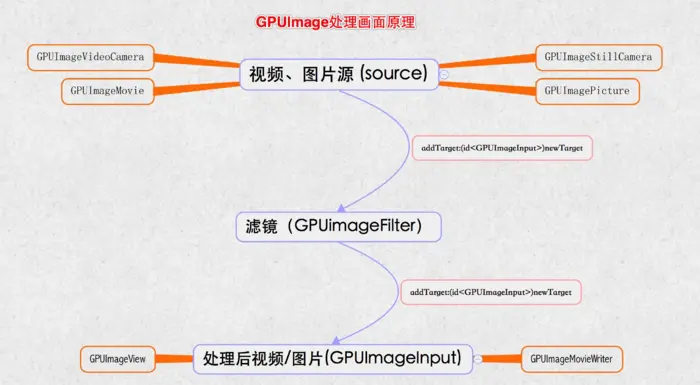 GPUImage处理画面原理
GPUImageVideoCamera
GPUImageStillCamera
视频、图片源 (source)
GPUImageMovie
GPUImagePicture
addTarget:(id<GPUImageInput>)newTarget
滤镜（GPUimageFilter）
addTarget:(id<GPUImageInput>)newTarget
GPUImageView
处理后视频/图片(GPUImageInput)
GPUImageMovieWriter